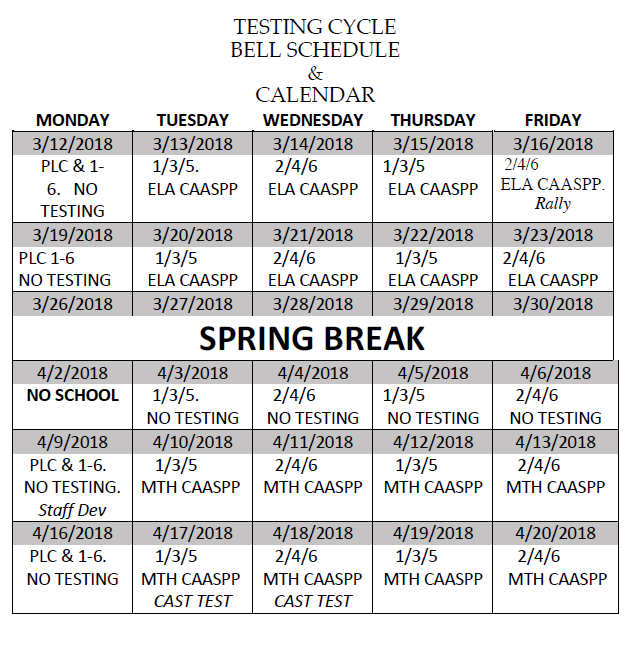 TESTING CYCLE
BELL SCHEDULE
&
CALENDAR
MONDAY TUESDAY WEDNESDAY THURSDAY FRIDAY
3/12/2018 3/13/2018 3/14/2018 3/15/2018 3/16/2018
PLC & 1-
6. NO
TESTING
1/3/5.
ELA CAASPP
2/4/6
ELA CAASPP
1/3/5
ELA CAASPP
2/4/6
ELA CAASPP.
Rally
3/19/2018 3/20/2018 3/21/2018 3/22/2018 3/23/2018
PLC 1-6
NO TESTING
1/3/5
ELA CAASPP
2/4/6
ELA CAASPP
1/3/5
ELA CAASPP
2/4/6
ELA CAASPP
3/26/2018 3/27/2018 3/28/2018 3/29/2018 3/30/2018
SPRING BREAK
4/2/2018 4/3/2018 4/4/2018 4/5/2018 4/6/2018
NO SCHOOL
1/3/5.
NO TESTING
2/4/6
NO TESTING
1/3/5
NO TESTING
2/4/6
NO TESTING
4/9/2018 4/10/2018 4/11/2018 4/12/2018 4/13/2018
PLC & 1-6.
NO TESTING.
Staff Dev
1/3/5
MTH CAASPP
2/4/6
MTH CAASPP
1/3/5
MTH CAASPP
2/4/6
MTH CAASPP
4/16/2018 4/17/2018 4/18/2018 4/19/2018 4/20/2018
PLC & 1-6.
NO TESTING
1/3/5
MTH CAASPP
CAST TEST
2/4/6
MTH CAASPP
CAST TEST
1/3/5
MTH CAASPP
2/4/6
MTH CAASPP